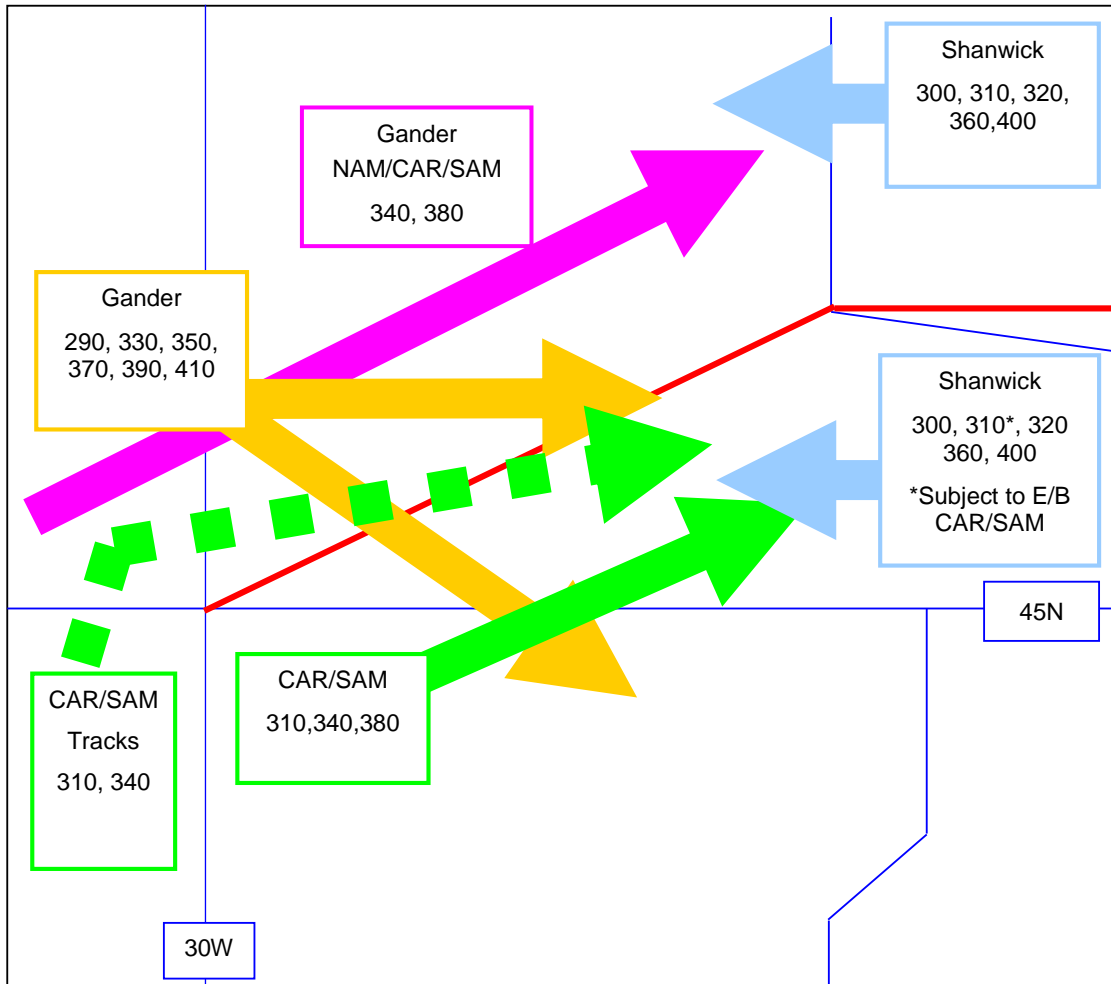 Shanwick
300, 310, 320,
360,400
Gander
NAM/CAR/SAM
340, 380
Gander
290, 330, 350,
370, 390, 410
Shanwick
300, 310*, 320
360, 400
*Subject to E/B
CAR/SAM
45N
CAR/SAM
310,340,380
CAR/SAM
Tracks
310, 340
30W